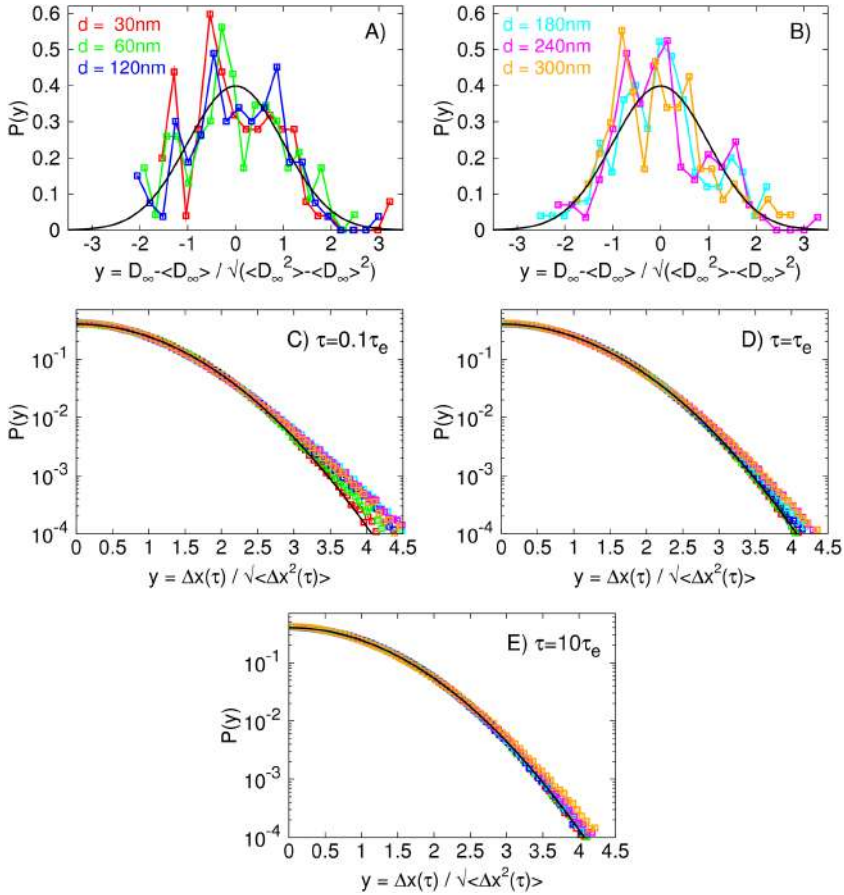 A)
d = 30nm
d = 60nm
d = 120nm
P(y)
0.6
0.5
0.4
0.3
0.2
0.1
0
-3 -2 -1 0 1 2 3
y = D∞-<D∞> / √(<D∞²>-<D∞>²)
B)
d = 180nm
d = 240nm
d = 300nm
P(y)
0.6
0.5
0.4
0.3
0.2
0.1
0
-3 -2 -1 0 1 2 3
y = D∞-<D∞> / √(<D∞²>-<D∞>²)
C) τ=0.1τe
P(y)
10⁻¹
10⁻²
10⁻³
10⁻⁴
0 0.5 1 1.5 2 2.5 3 3.5 4 4.5
y = Δx(τ) / √<Δx²(τ)>
D) τ=τe
P(y)
10⁻¹
10⁻²
10⁻³
10⁻⁴
0 0.5 1 1.5 2 2.5 3 3.5 4 4.5
y = Δx(τ) / √<Δx²(τ)>
E) τ=10τe
P(y)
10⁻¹
10⁻²
10⁻³
10⁻⁴
0 0.5 1 1.5 2 2.5 3 3.5 4 4.5
y = Δx(τ) / √<Δx²(τ)>